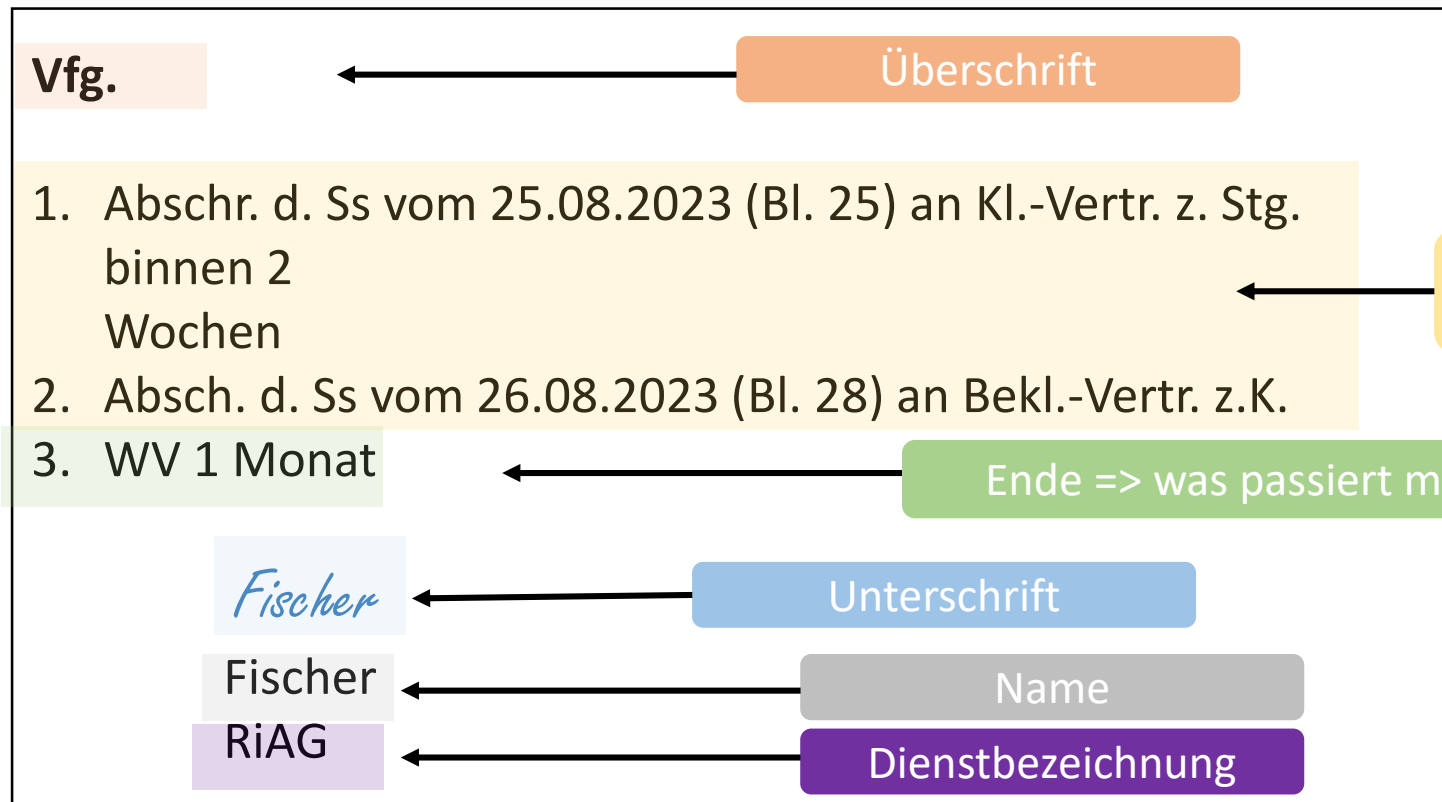 Vfg.
Überschrift
1. Abschr. d. Ss vom 25.08.2023 (Bl. 25) an Kl.-Vertr. z. Stg.
binnen 2
Wochen
2. Absch. d. Ss vom 26.08.2023 (Bl. 28) an Bekl.-Vertr. z.K.
3. WV 1 Monat
Ende => was passiert m
Fischer
Unterschrift
Fischer
Name
RiAG
Dienstbezeichnung